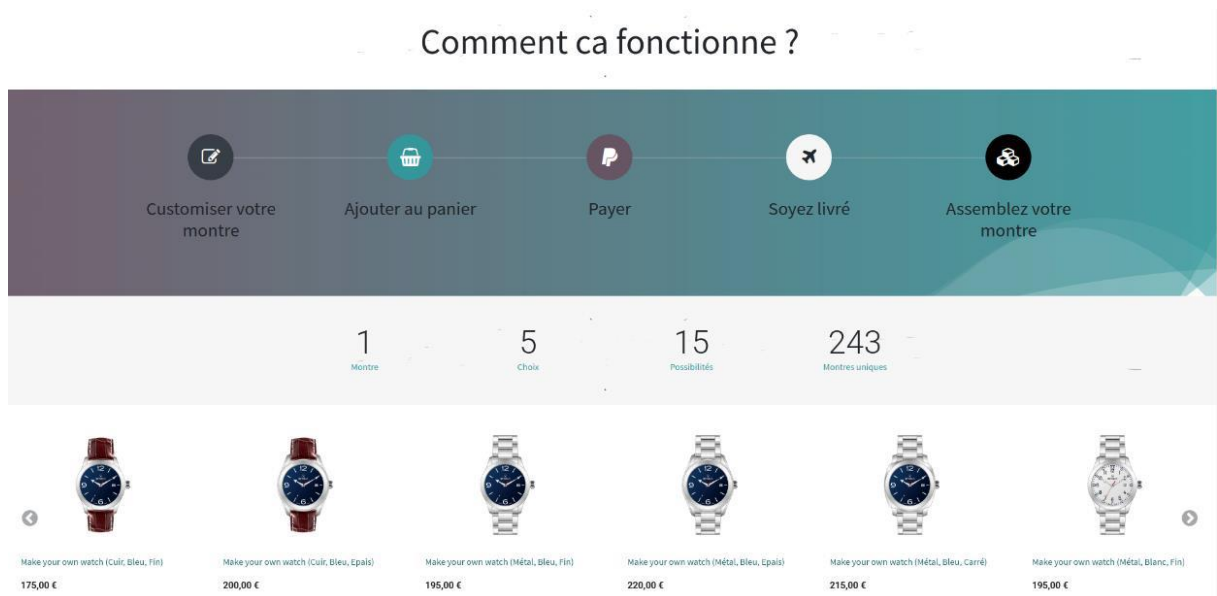 Comment ca fonctionne ?
Customiser votre
montre
Ajouter au panier
Payer
Soyez livré
Assemblez votre
montre
1
Montre
5
Choix
15
Possibilités
243
Montres uniques
Make your own watch (Cuir, Bleu, Fin)
175,00 €
Make your own watch (Cuir, Bleu, Epais)
200,00 €
Make your own watch (Métal, Bleu, Fin)
195,00 €
Make your own watch (Métal, Bleu, Epais)
220,00 €
Make your own watch (Métal, Bleu, Carré)
215,00 €
Make your own watch (Métal, Blanc, Fin)
195,00 €